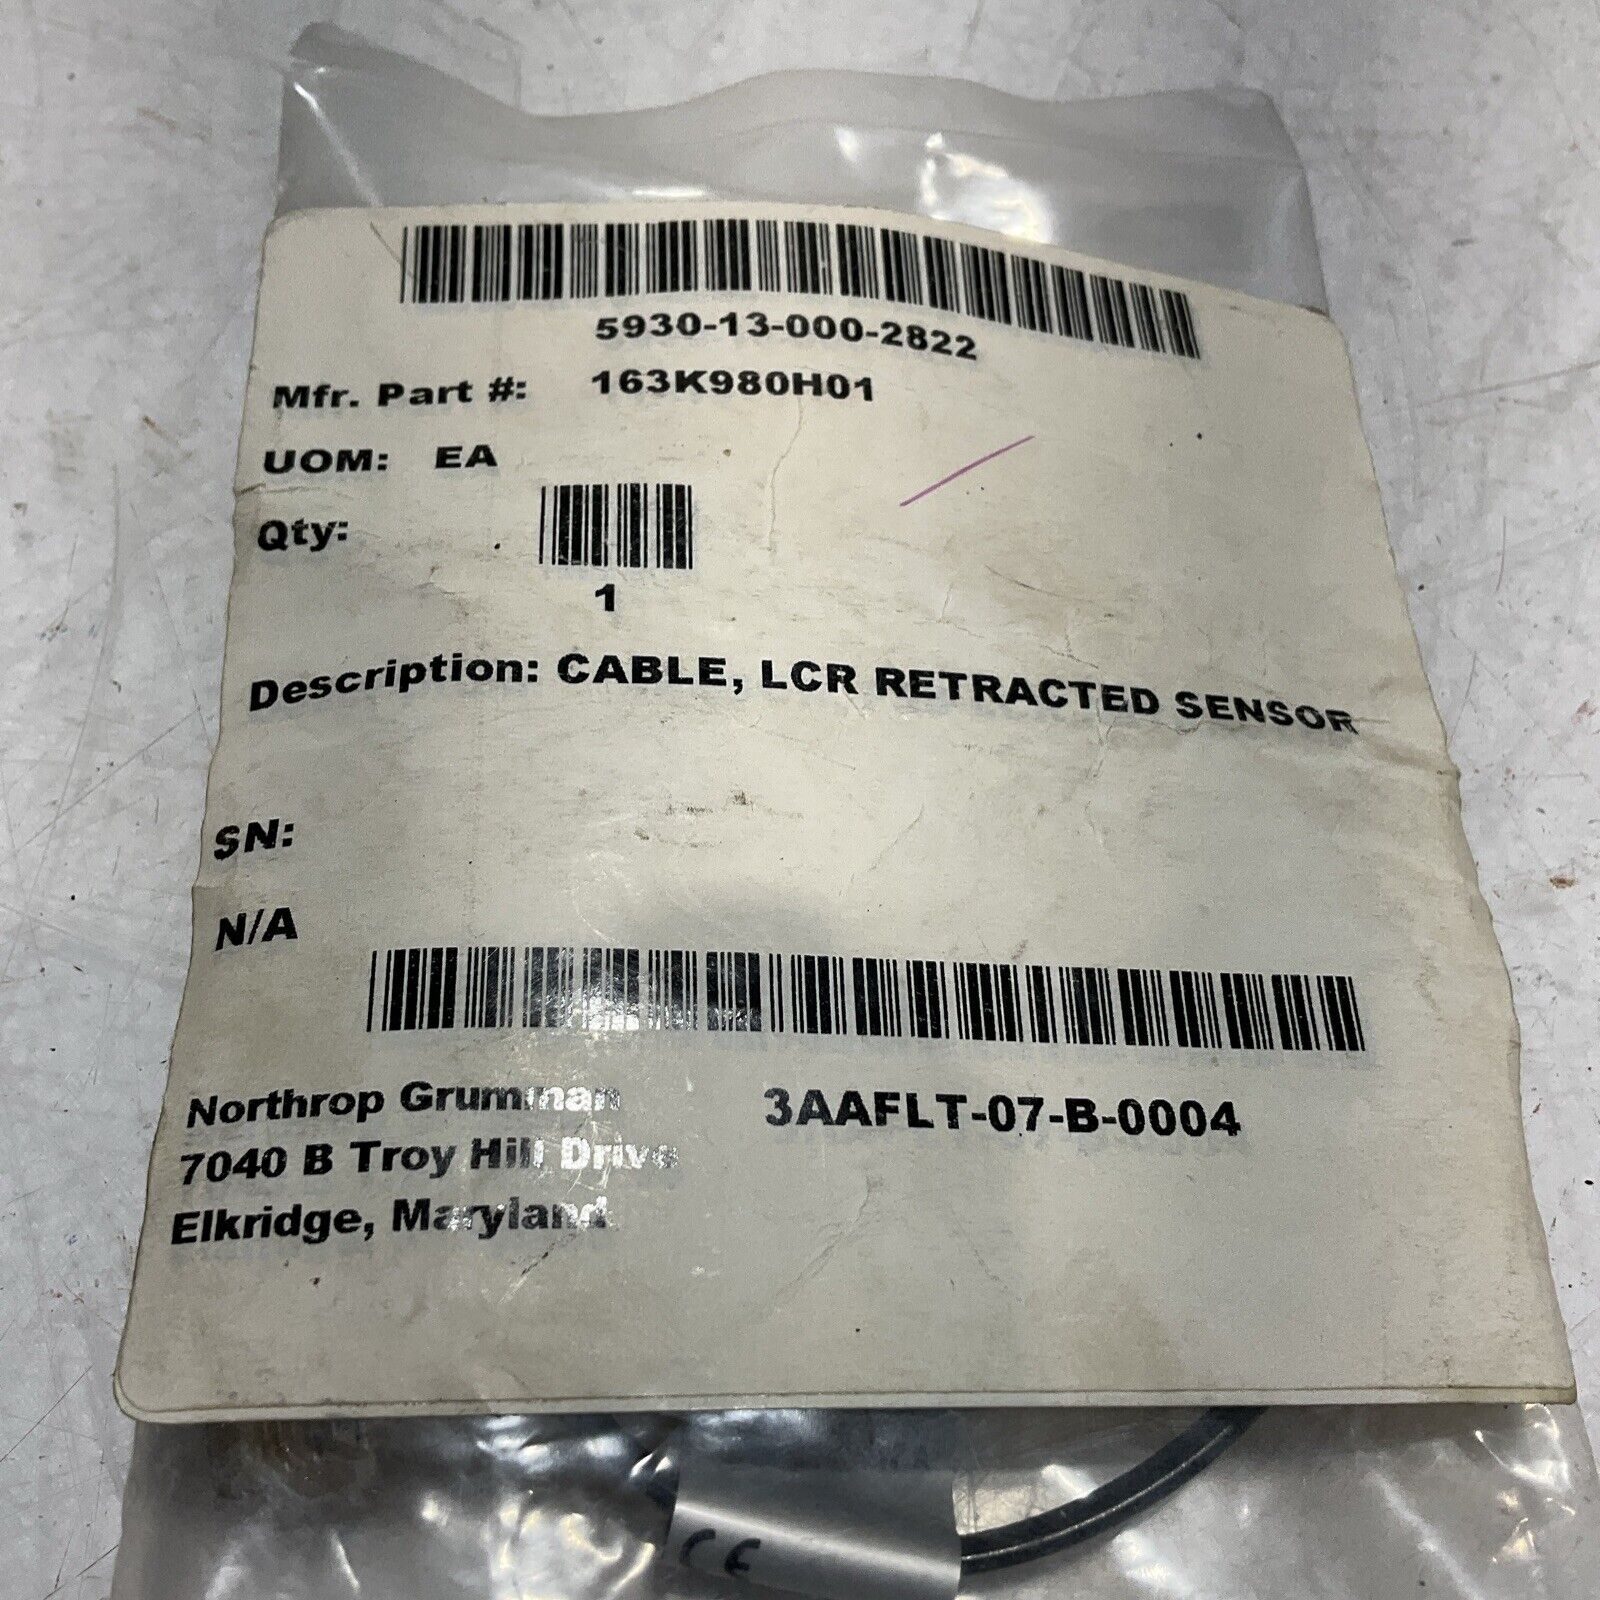 5930-13-000-2822
Mfr. Part #: 163K980H01
UOM: EA
Qty:
1
Description: CABLE, LCR RETRACTED SENSOR
SN:
N/A
Northrop Grumman
3AAFLT-07-B-0004
7040 B Troy Hill Drive
Elkridge, Maryland
CE